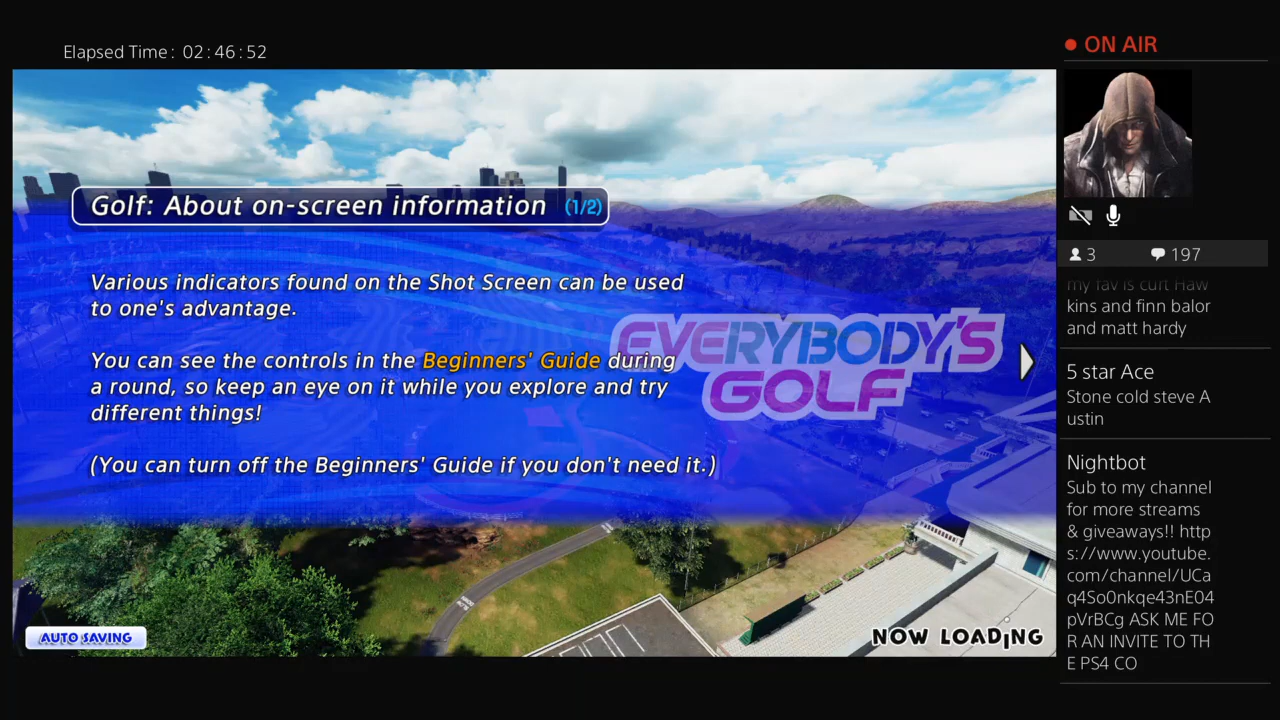 Elapsed Time: 02:46:52
ON AIR
Golf: About on-screen information (1/2)
Various indicators found on the Shot Screen can be used
to one's advantage.
You can see the controls in the Beginners' Guide during
a round, so keep an eye on it while you explore and try
different things!
(You can turn off the Beginners' Guide if you don't need it.)
EVERYBODY'S
GOLF
AUTO SAVING
NOW LOADING
3
197
my fav is curt Haw
kins and finn balor
and matt hardy
5 star Ace
Stone cold steve A
ustin
Nightbot
Sub to my channel
for more streams
& giveaways!! http
s://www.youtube.
com/channel/UCa
q4So0nkqe43nE04
pVrBCg ASK ME FO
R AN INVITE TO TH
E PS4 CO